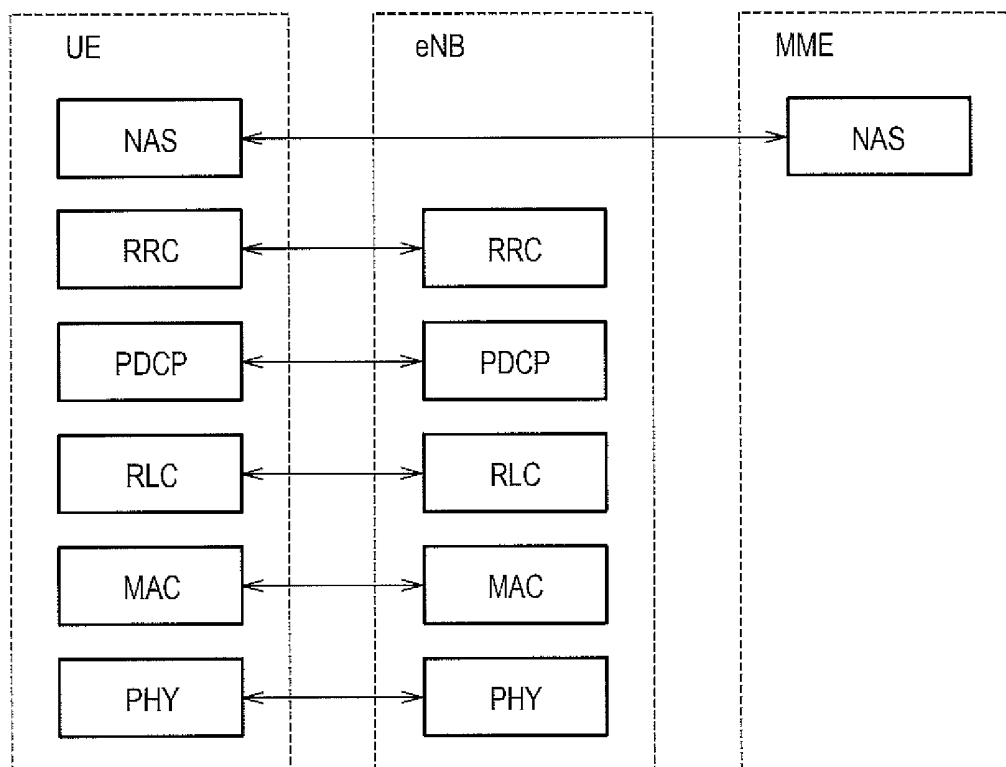 UE
eNB
MME
NAS
NAS
RRC
RRC
PDCP
PDCP
RLC
RLC
MAC
MAC
PHY
PHY